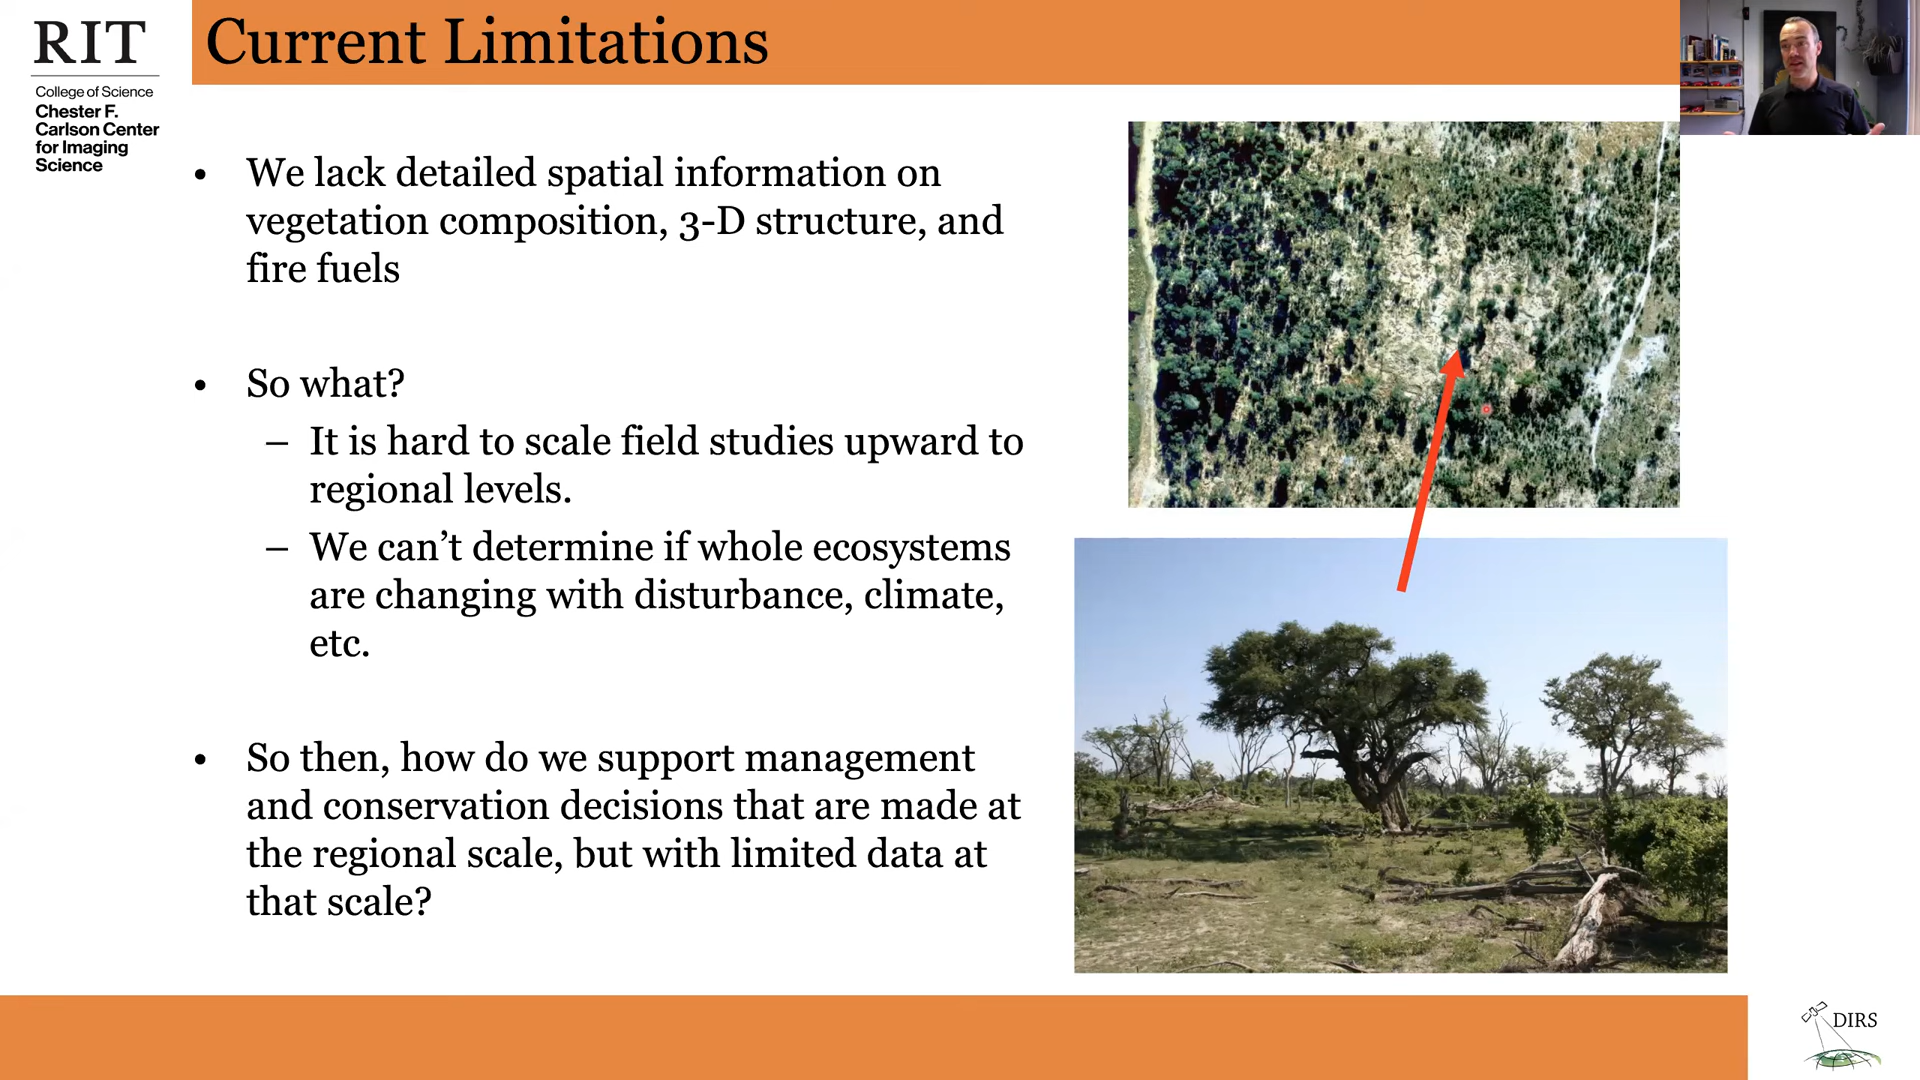 RIT
College of Science
Chester F.
Carlson Center
for Imaging
Science
Current Limitations
• We lack detailed spatial information on
vegetation composition, 3-D structure, and
fire fuels
• So what?
– It is hard to scale field studies upward to
regional levels.
– We can’t determine if whole ecosystems
are changing with disturbance, climate,
etc.
• So then, how do we support management
and conservation decisions that are made at
the regional scale, but with limited data at
that scale?
DIRS